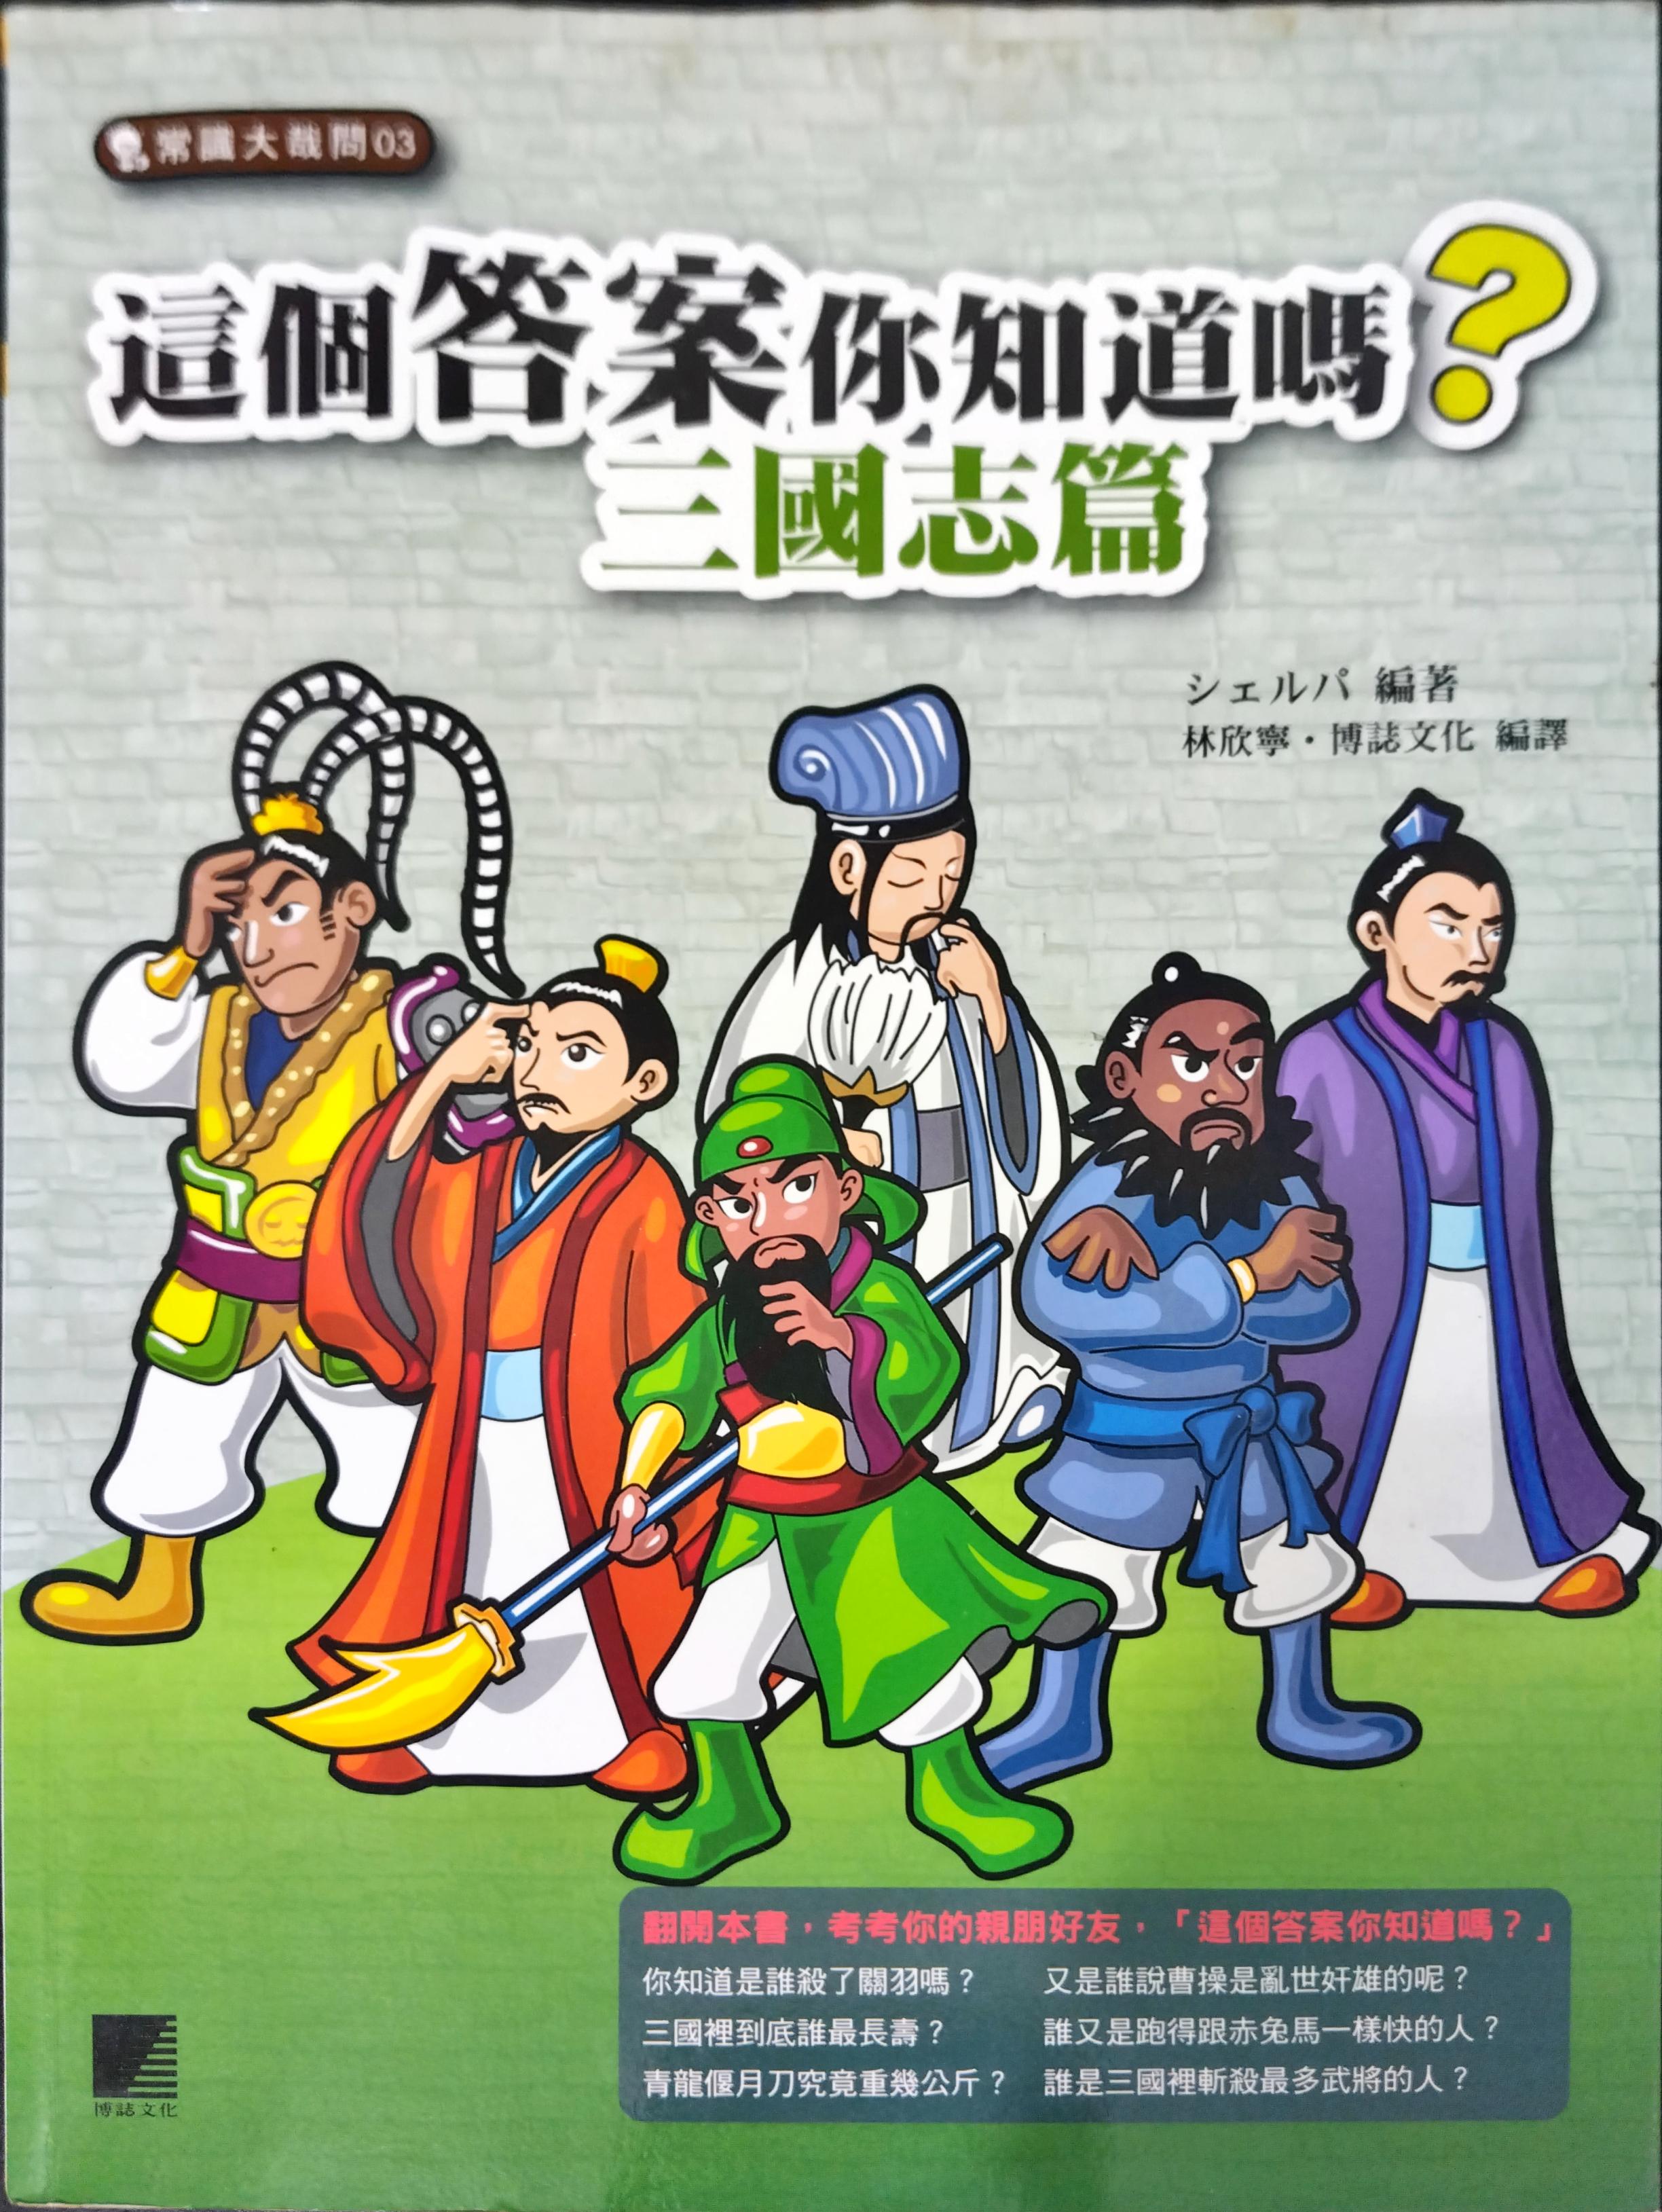 常識大哉問03
這個答案你知道嗎?
三國志篇
シェルパ 編著
林欣寧・博誌文化 編譯
翻開本書，考考你的親朋好友，「這個答案你知道嗎？」
你知道是誰殺了關羽嗎？ 又是誰說曹操是亂世奸雄的呢？
三國裡到底誰最長壽？ 誰又是跑得跟赤兔馬一樣快的人？
青龍偃月刀究竟重幾公斤？ 誰是三國裡斬殺最多武將的人？
博誌文化